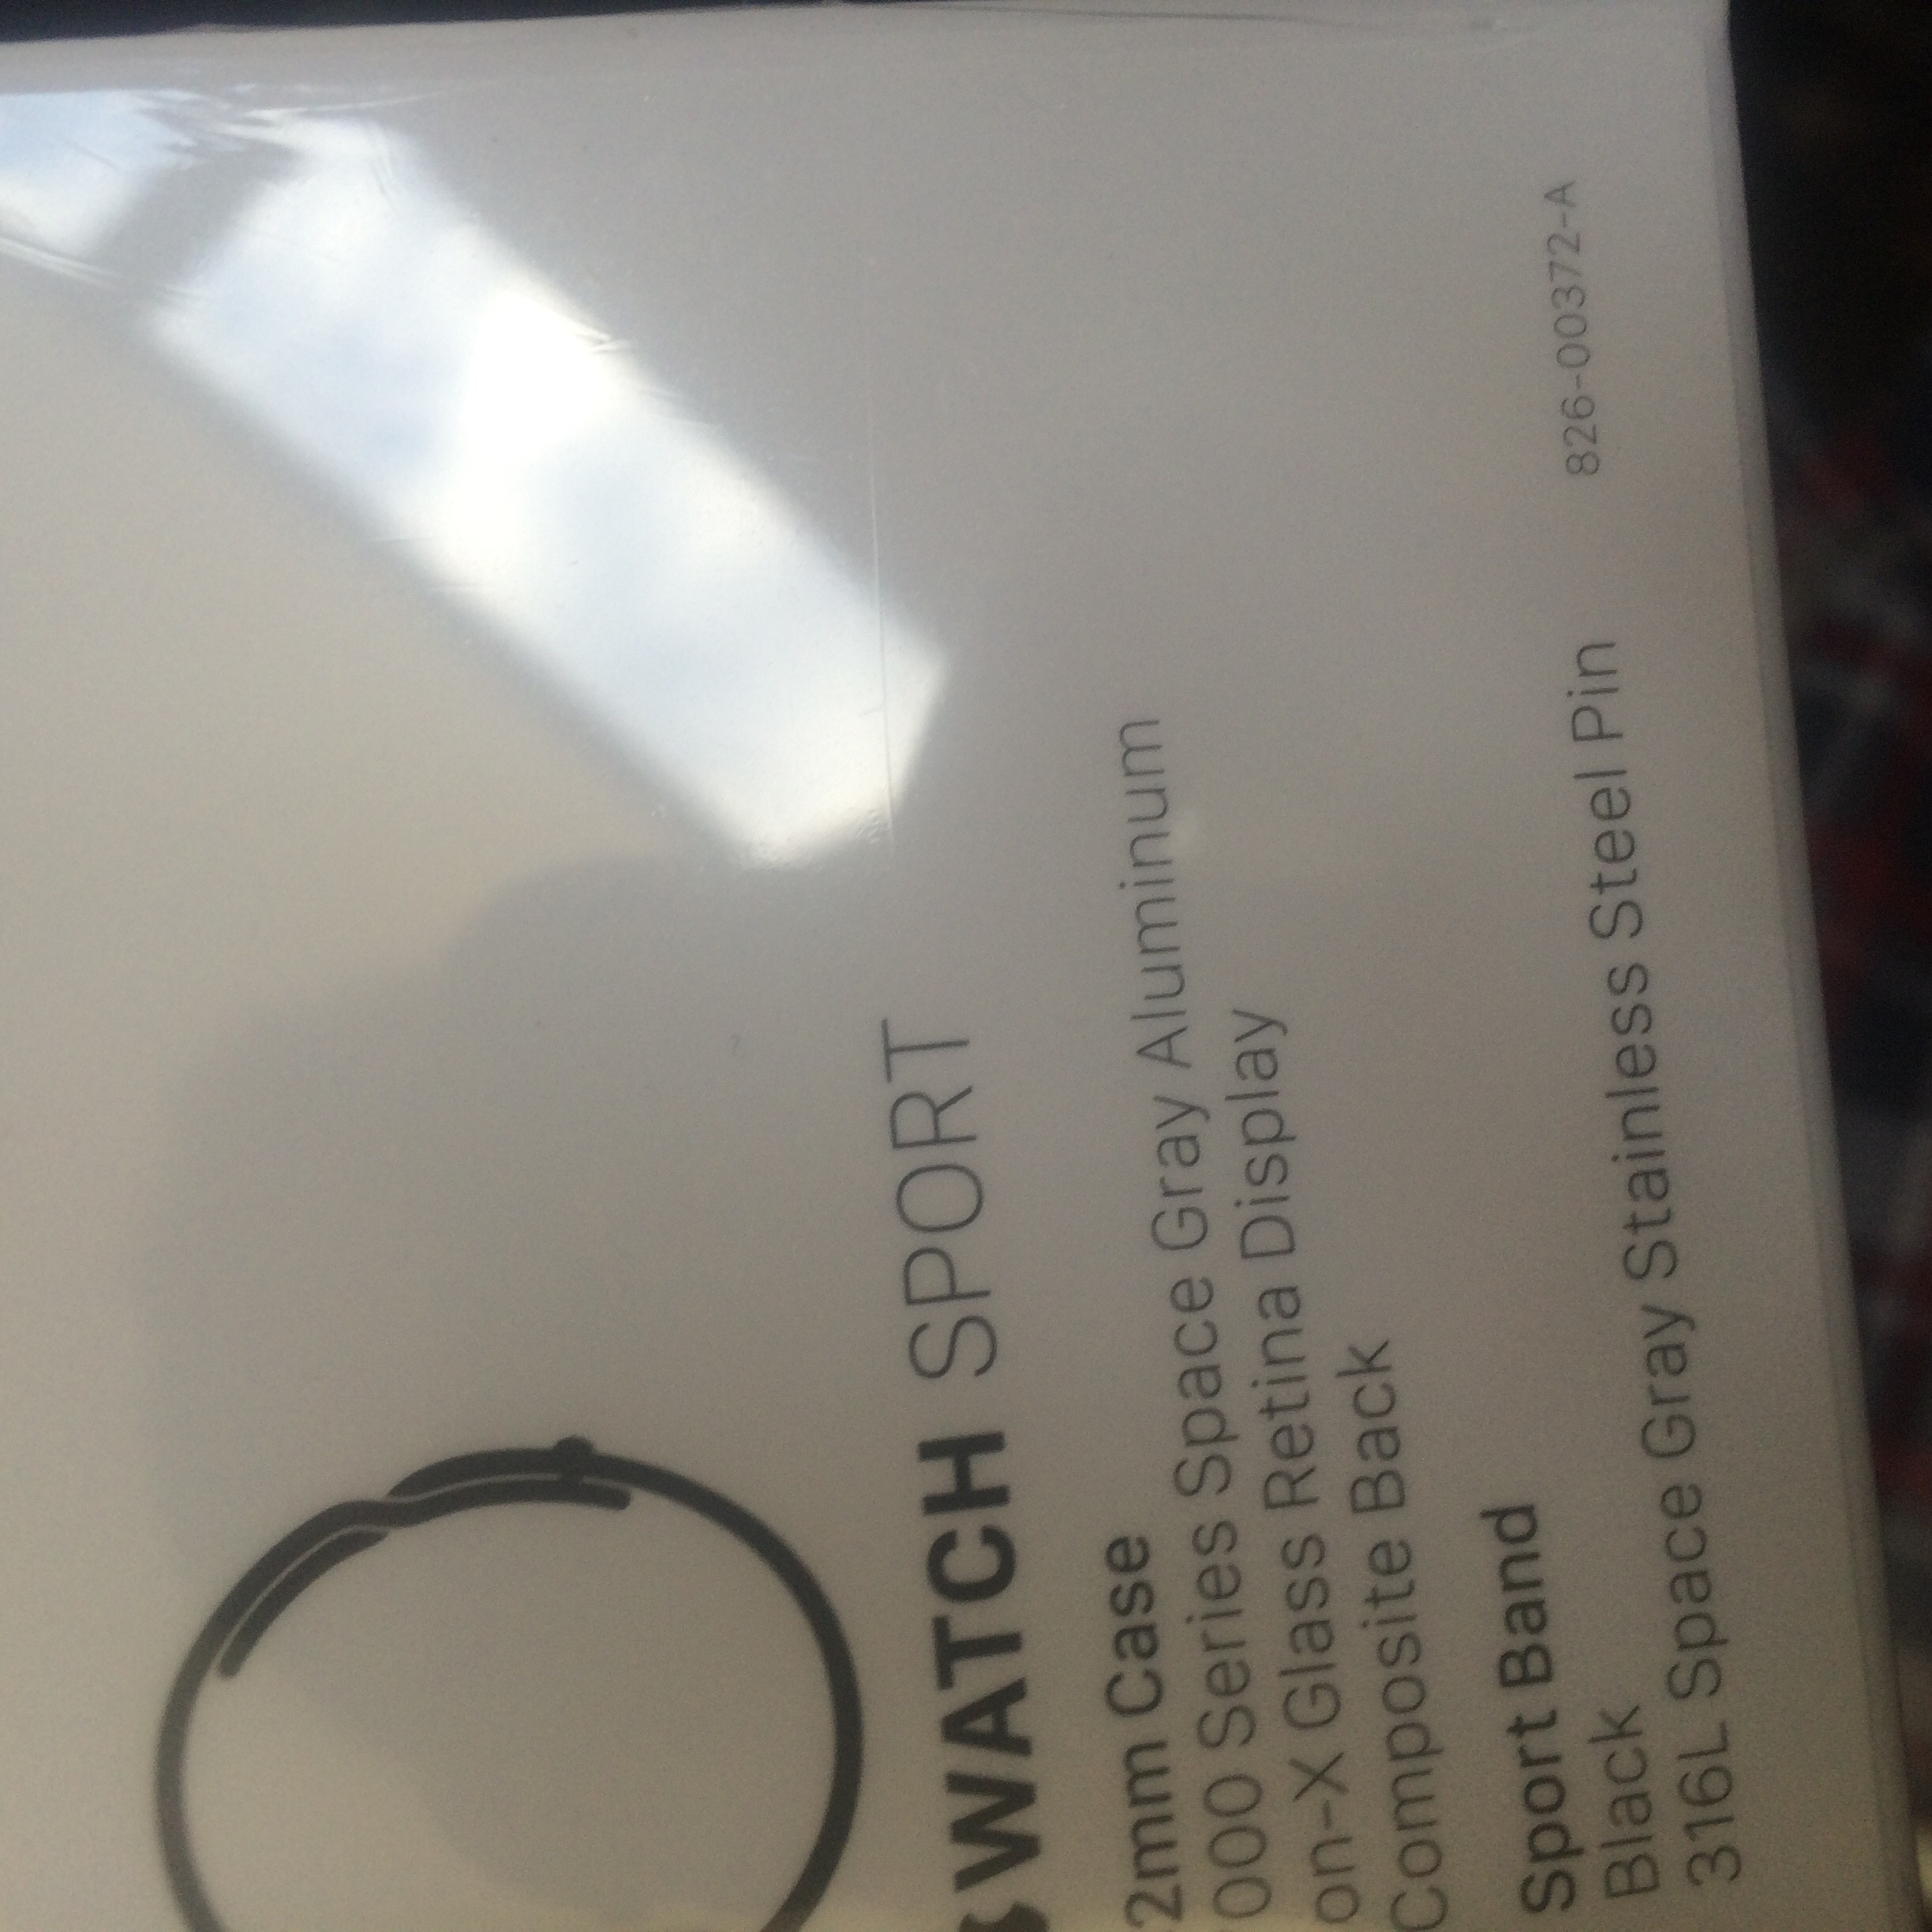 WATCH SPORT
2mm Case
000 Series Space Gray Aluminum
on-X Glass Retina Display
Composite Back
Sport Band
Black
316L Space Gray Stainless Steel Pin
826-00372-A